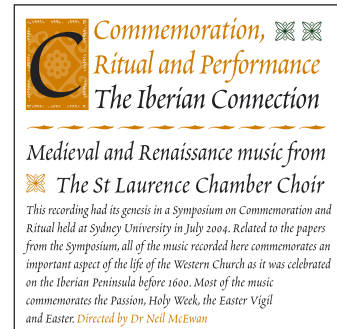 Commemoration,
C Ritual and Performance
The Iberian Connection
Medieval and Renaissance music from
The St Laurence Chamber Choir
This recording had its genesis in a Symposium on Commemoration and
Ritual held at Sydney University in July 2004. Related to the papers
from the Symposium, all of the music recorded here commemorates an
important aspect of the life of the Western Church as it was celebrated
on the Iberian Peninsula before 1600. Most of the music
commemorates the Passion, Holy Week, the Easter Vigil
and Easter. Directed by Dr Neil McEwan